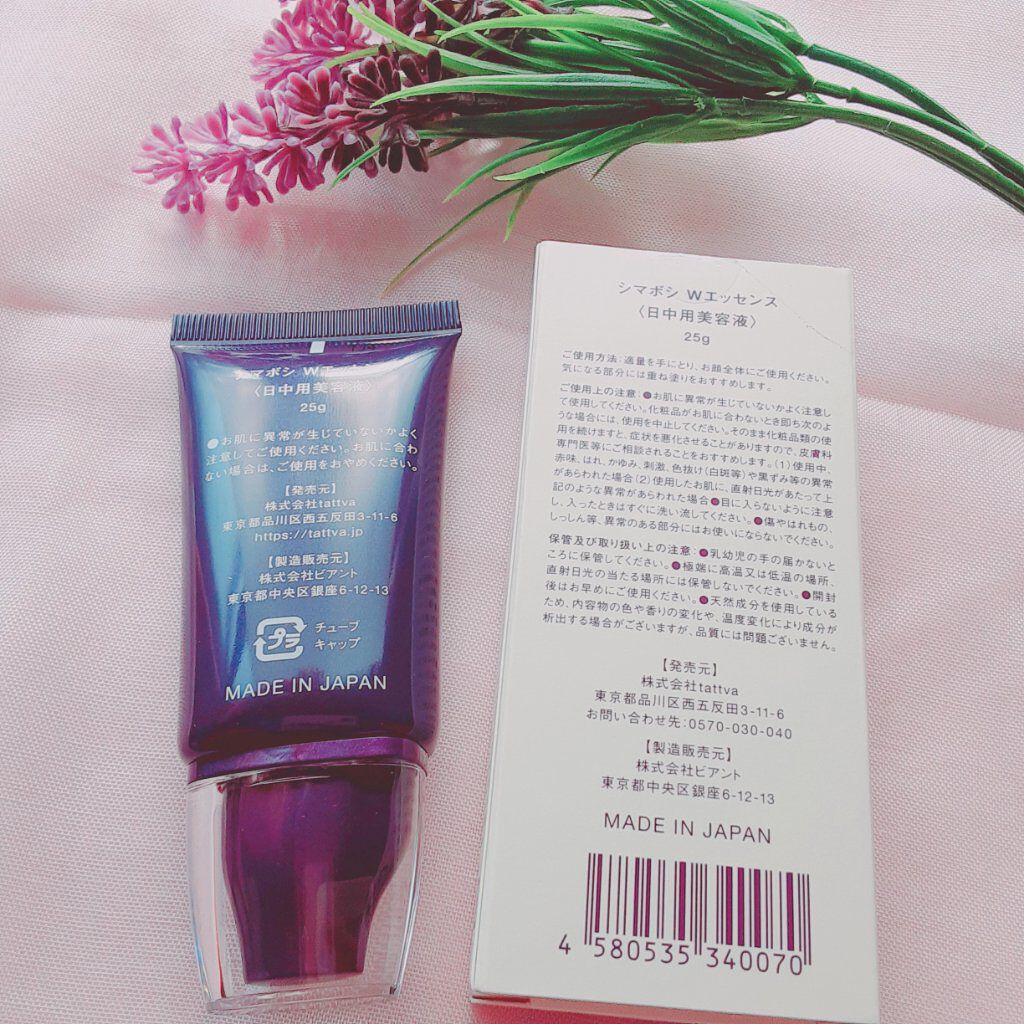 シマボシ Wエッセンス
〈日中用美容液〉
25g
●お肌に異常が生じていないかよく
注意してご使用ください。お肌に合わ
ない場合は、ご使用をおやめください。
【発売元】
株式会社tattva
東京都品川区西五反田3-11-6
https://tattva.jp
【製造販売元】
株式会社ビアント
東京都中央区銀座6-12-13
プラ
チューブ
キャップ
MADE IN JAPAN
シマボシ Wエッセンス
〈日中用美容液〉
25g
ご使用方法:適量を手にとり、お顔全体にご使用ください。
気になる部分には重ね塗りをおすすめします。
ご使用上の注意:●お肌に異常が生じていないかよく注意し
て使用してください。化粧品がお肌に合わないとき即ち次のよ
うな場合には、使用を中止してください。そのまま化粧品類の使
用を続けますと、症状を悪化させることがありますので、皮膚科
専門医等にご相談されることをおすすめします。(1)使用中、
赤味、はれ、かゆみ、刺激、色抜け(白斑等)や黒ずみ等の異常
があらわれた場合(2)使用したお肌に、直射日光があたって上
記のような異常があらわれた場合●目に入らないように注意
し、入ったときはすぐに洗い流してください。●傷やはれもの、
しっしん等、異常のある部分にはお使いにならないでください。
保管及び取り扱い上の注意:●乳幼児の手の届かないと
ころに保管してください。●極端に高温又は低温の場所、
直射日光の当たる場所には保管しないでください。●開封
後はお早めにご使用ください。●天然成分を使用している
ため、内容物の色や香りの変化や、温度変化により成分が
析出する場合がございますが、品質には問題ございません。
【発売元】
株式会社tattva
東京都品川区西五反田3-11-6
お問い合わせ先:0570-030-040
【製造販売元】
株式会社ビアント
東京都中央区銀座6-12-13
MADE IN JAPAN
4 580535 340070